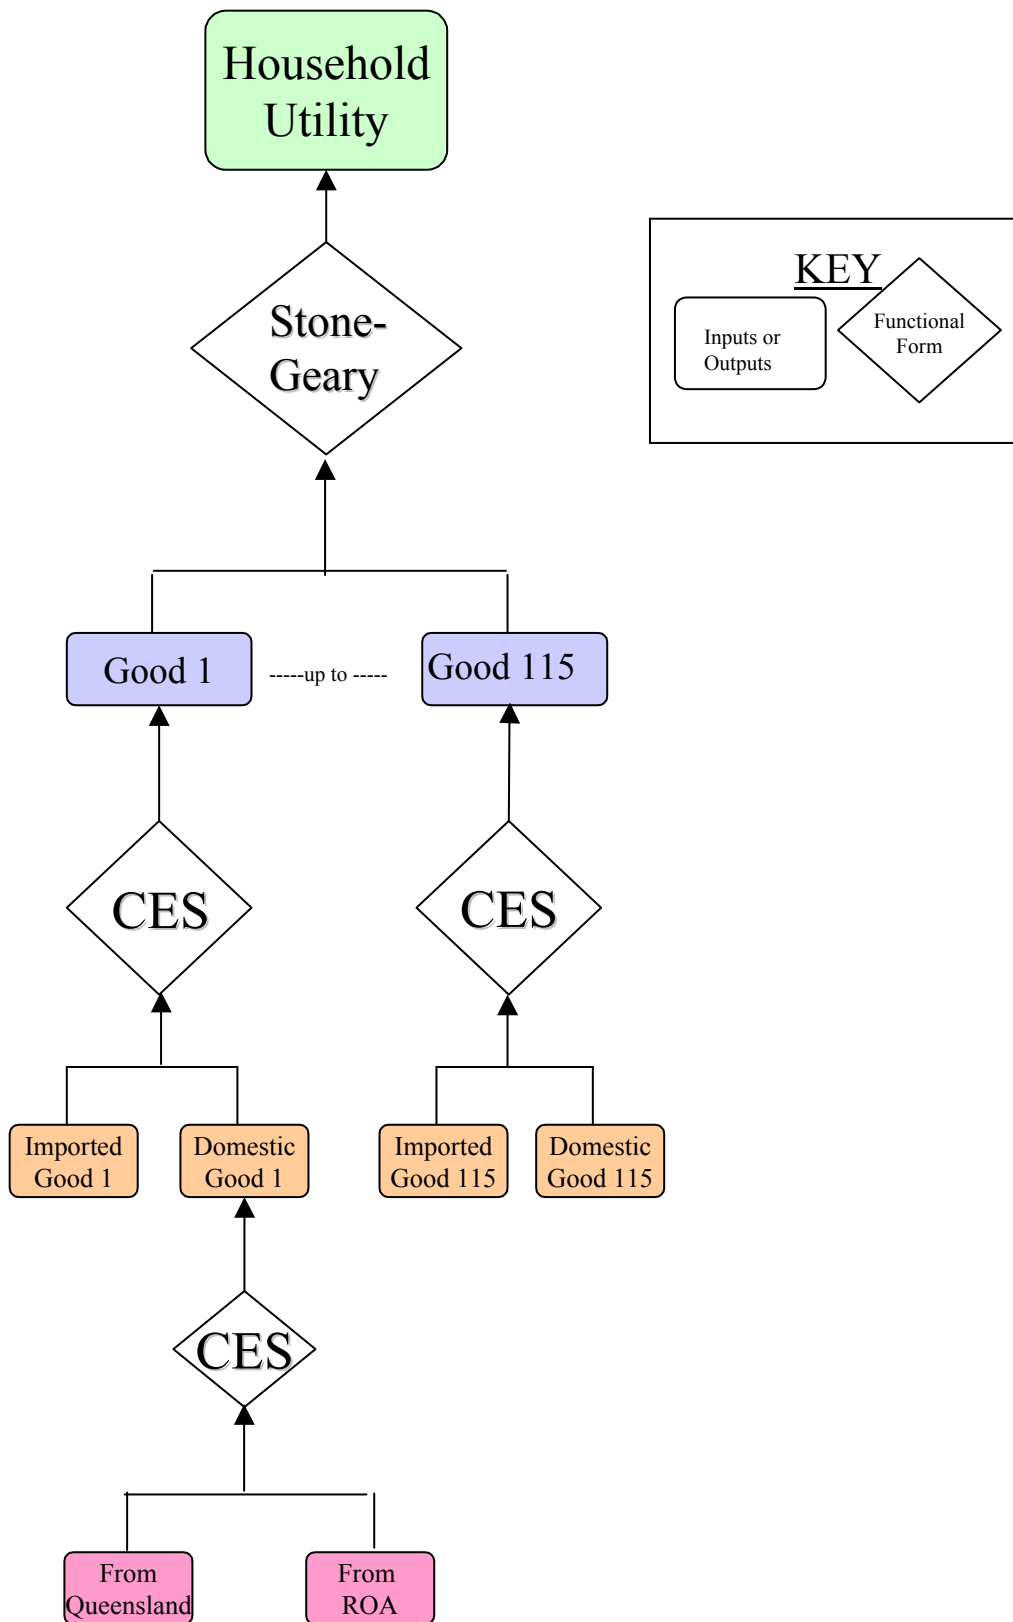 Household
Utility
KEY
Stone-
Geary
Inputs or
Outputs
Functional
Form
Good 1
-----up to -----
Good 115
CES
CES
Imported
Good 1
Domestic
Good 1
Imported
Good 115
Domestic
Good 115
CES
From
Queensland
From
ROA